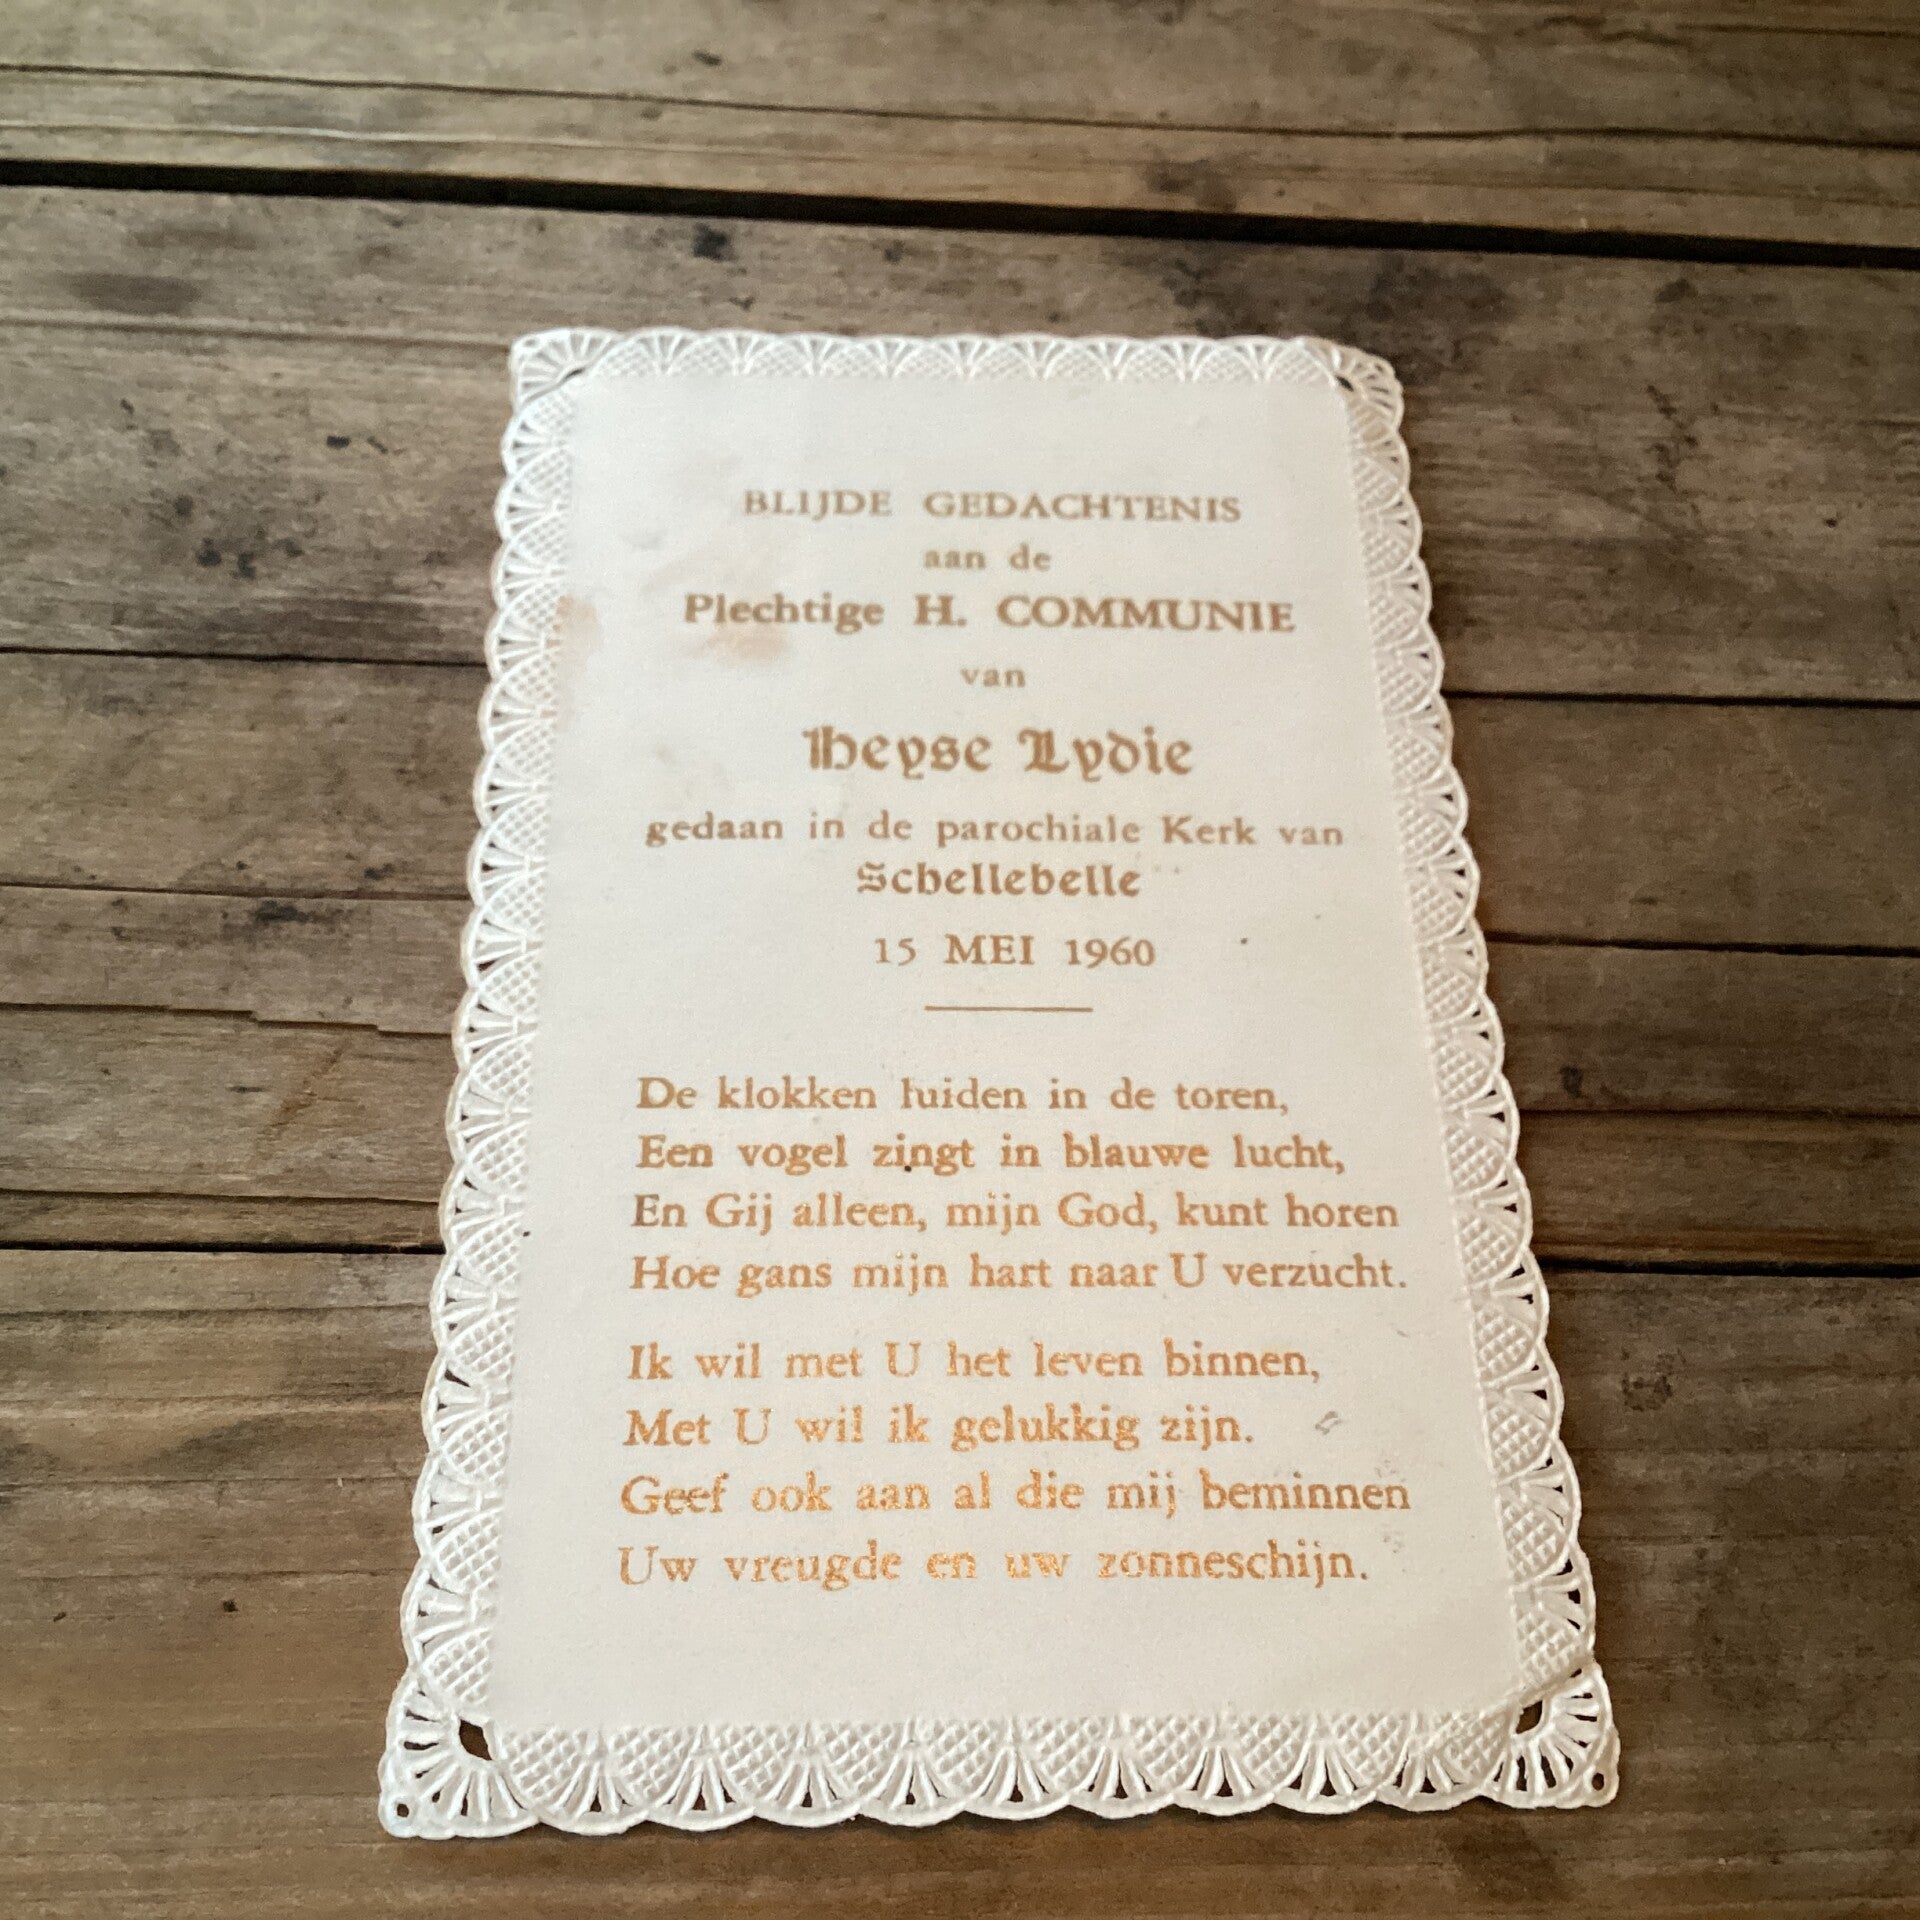 BLIJDE GEDACHTENIS
aan de
Plechtige H. COMMUNIE
van
Heyse Lydie
gedaan in de parochiale Kerk van
Schellebelle
15 MEI 1960
De klokken luiden in de toren,
Een vogel zingt in blauwe lucht,
En Gij alleen, mijn God, kunt horen
Hoe gans mijn hart naar U verzucht.
Ik wil met U het leven binnen,
Met U wil ik gelukkig zijn.
Geef ook aan al die mij beminnen
Uw vreugde en uw zonneschijn.